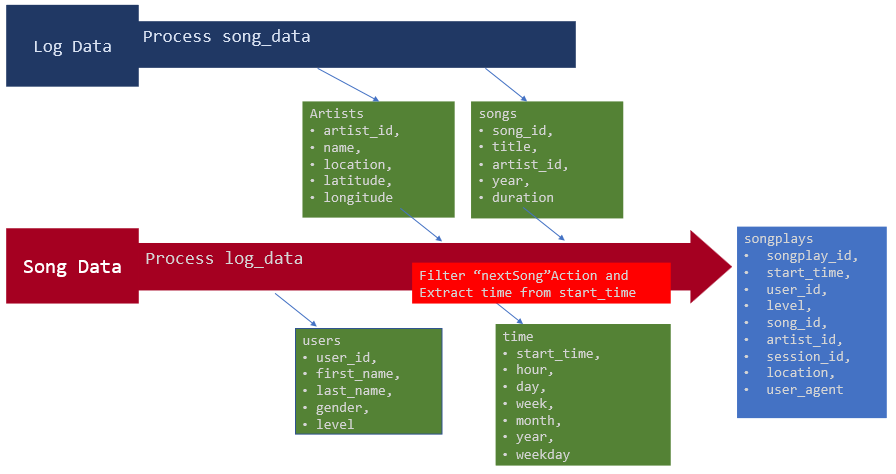 Log Data
Process song_data
Artists
• artist_id,
• name,
• location,
• latitude,
• longitude
songs
• song_id,
• title,
• artist_id,
• year,
• duration
Song Data
Process log_data
Filter “nextSong”Action and
Extract time from start_time
users
• user_id,
• first_name,
• last_name,
• gender,
• level
time
• start_time,
• hour,
• day,
• week,
• month,
• year,
• weekday
songplays
• songplay_id,
• start_time,
• user_id,
• level,
• song_id,
• artist_id,
• session_id,
• location,
• user_agent